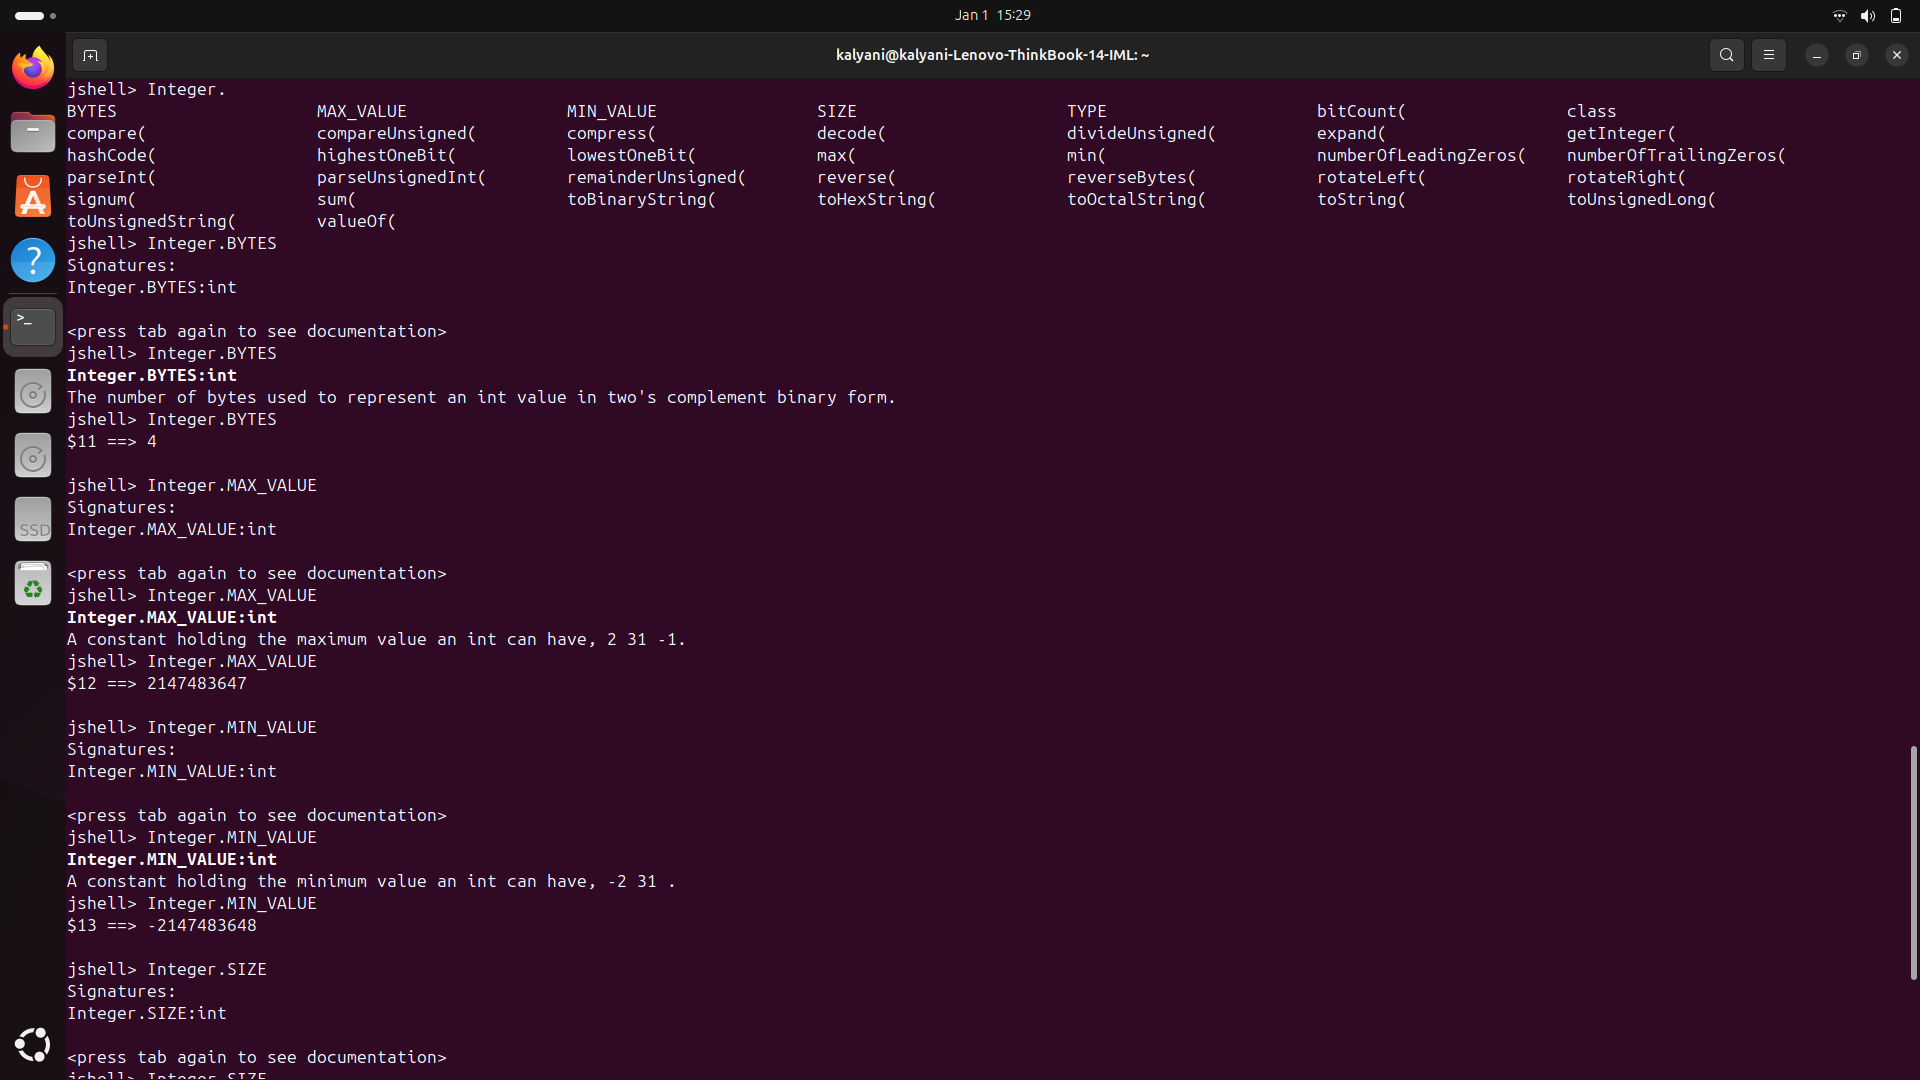 Jan 1 15:29
kalyani@kalyani-Lenovo-ThinkBook-14-IML: ~
jshell> Integer.
BYTES MAX_VALUE MIN_VALUE SIZE TYPE bitCount( class
compare( compareUnsigned( compress( decode( divideUnsigned( expand( getInteger(
hashCode( highestOneBit( lowestOneBit( max( min( numberOfLeadingZeros( numberOfTrailingZeros(
parseInt( parseUnsignedInt( remainderUnsigned( reverse( reverseBytes( rotateLeft( rotateRight(
signum( sum( toBinaryString( toHexString( toOctalString( toString( toUnsignedLong(
toUnsignedString( valueOf(
jshell> Integer.BYTES
Signatures:
Integer.BYTES:int
<press tab again to see documentation>
jshell> Integer.BYTES
Integer.BYTES:int
The number of bytes used to represent an int value in two's complement binary form.
jshell> Integer.BYTES
$11 ==> 4
jshell> Integer.MAX_VALUE
Signatures:
Integer.MAX_VALUE:int
<press tab again to see documentation>
jshell> Integer.MAX_VALUE
Integer.MAX_VALUE:int
A constant holding the maximum value an int can have, 2 31 -1.
jshell> Integer.MAX_VALUE
$12 ==> 2147483647
jshell> Integer.MIN_VALUE
Signatures:
Integer.MIN_VALUE:int
<press tab again to see documentation>
jshell> Integer.MIN_VALUE
Integer.MIN_VALUE:int
A constant holding the minimum value an int can have, -2 31 .
jshell> Integer.MIN_VALUE
$13 ==> -2147483648
jshell> Integer.SIZE
Signatures:
Integer.SIZE:int
<press tab again to see documentation>
jshell> Integer.SIZE
SSD